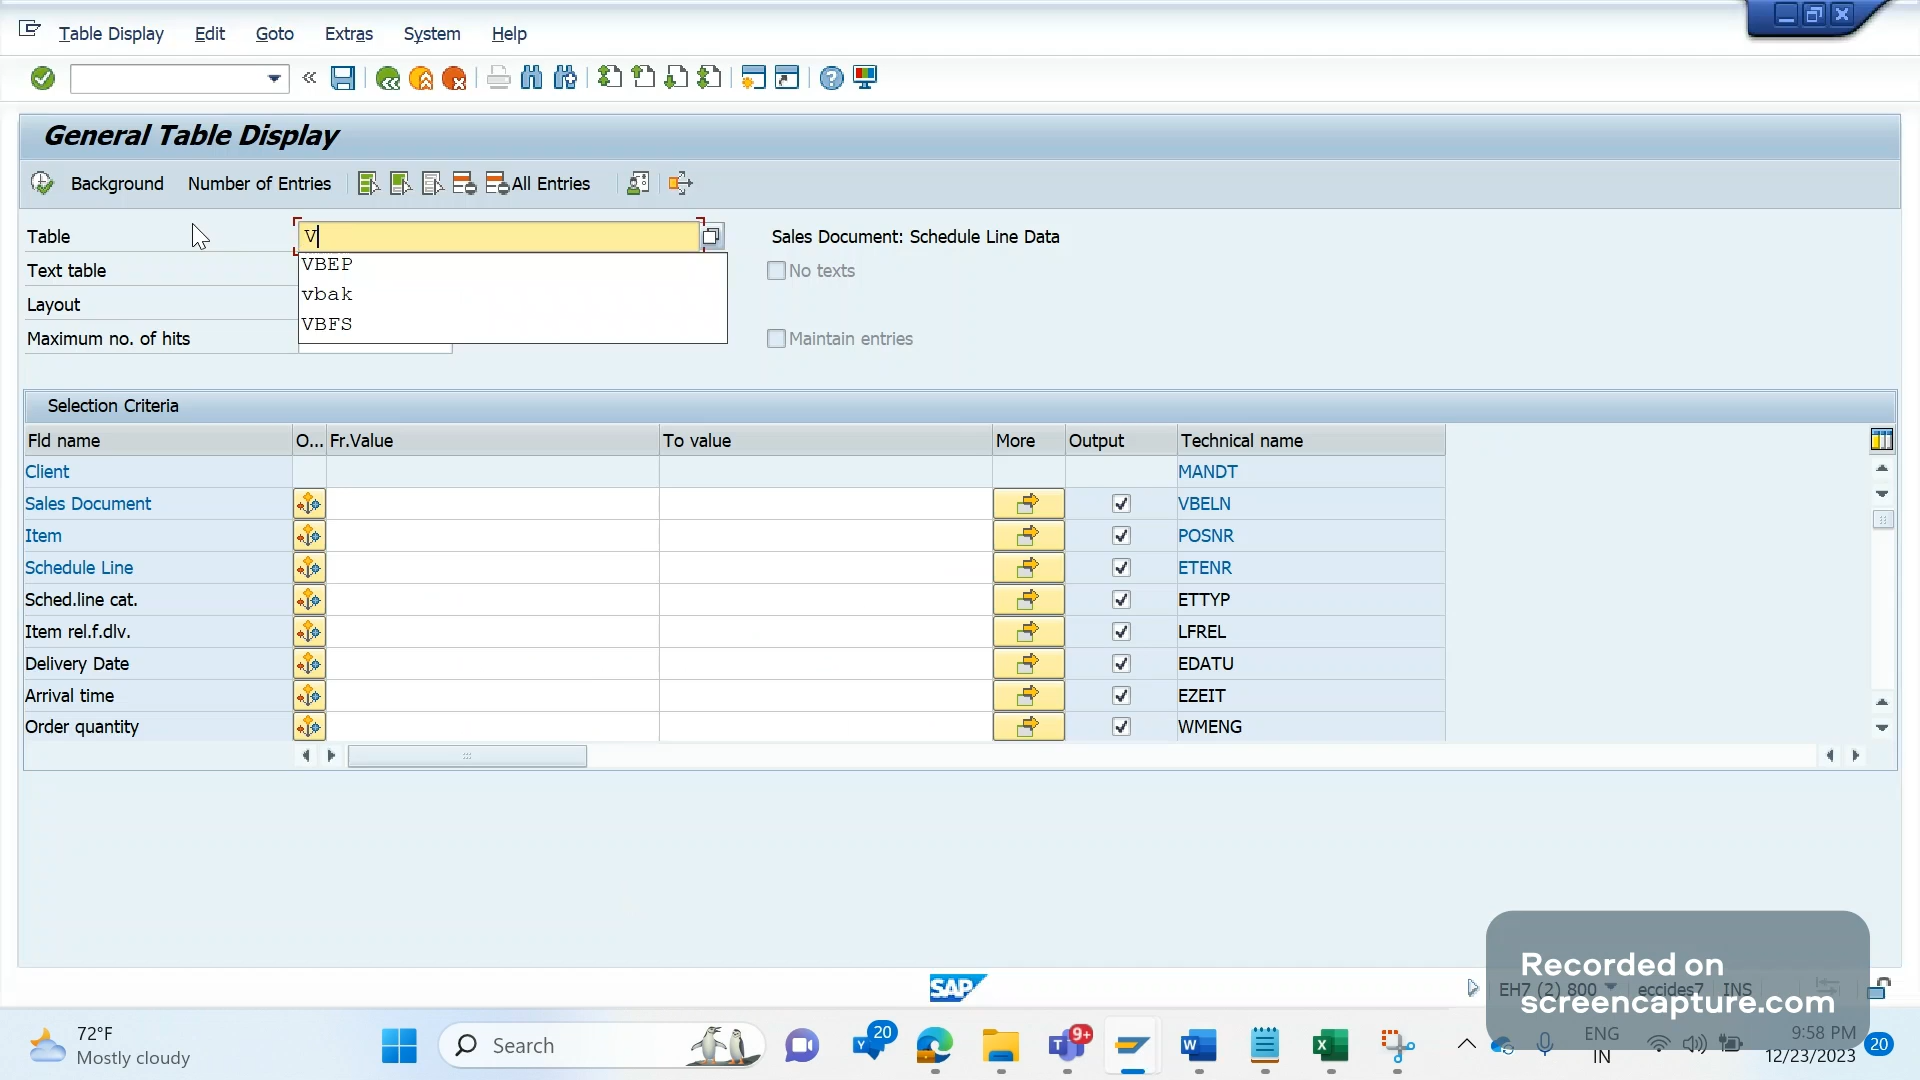 Table Display Edit Goto Extras System Help
General Table Display
Background Number of Entries All Entries
Table V Sales Document: Schedule Line Data
VBEP
Text table No texts
vbak
Layout
VBFS
Maximum no. of hits Maintain entries
Selection Criteria
Fld name O... Fr.Value To value More Output Technical name
Client MANDT
Sales Document VBELN
Item POSNR
Schedule Line ETENR
Sched.line cat. ETTYP
Item rel.f.dlv. LFREL
Delivery Date EDATU
Arrival time EZEIT
Order quantity WMENG
SAP
EH7 (2) 800 eccides7 INS
Recorded on
screencapture.com
72°F
Mostly cloudy
Search
20
9+
ENG
IN
9:58 PM
12/23/2023
20